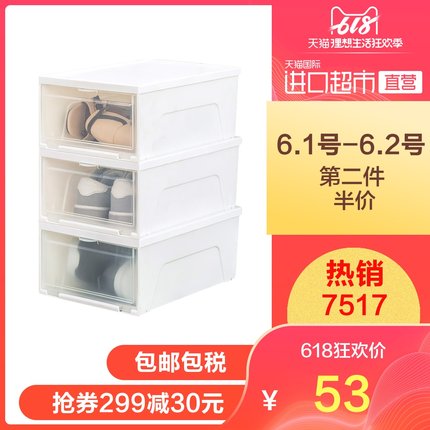 618
天猫 理想生活狂欢季
天猫国际
进口超市 直营
6.1号-6.2号
第二件
半价
热销
7517
包邮包税
抢券299减30元
618狂欢价
¥ 53